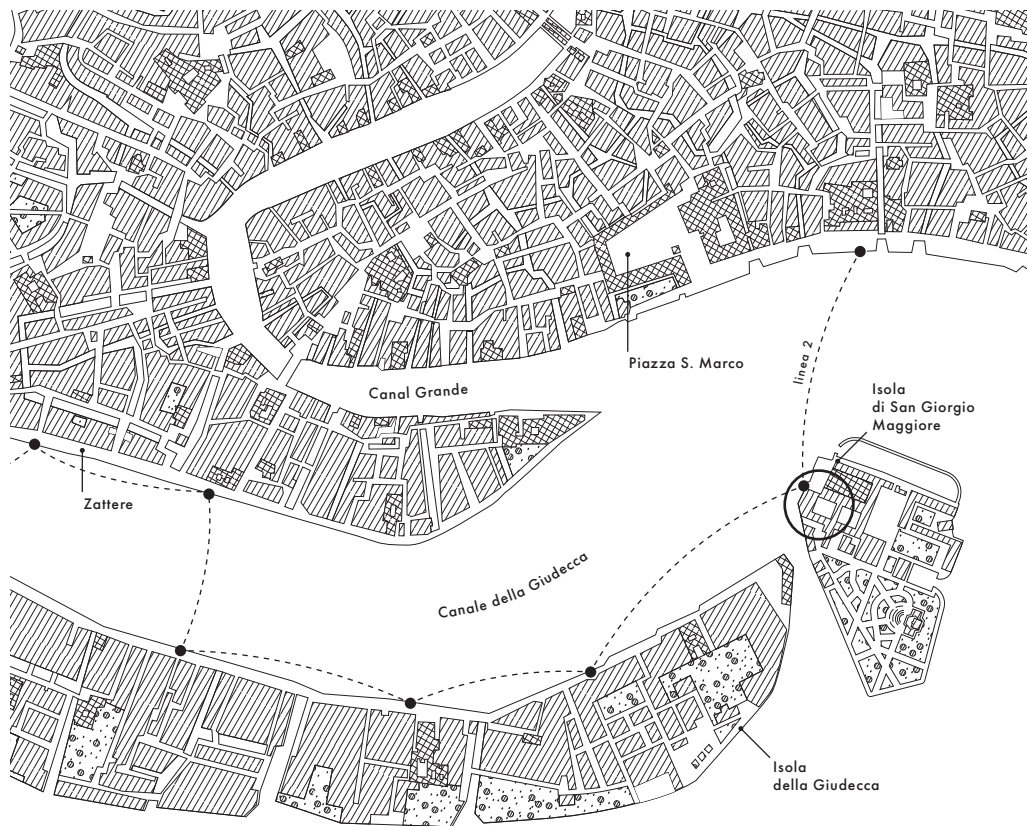 Piazza S. Marco
linea 2
Canal Grande
Isola
di San Giorgio
Maggiore
Zattere
Canale della Giudecca
Isola
della Giudecca